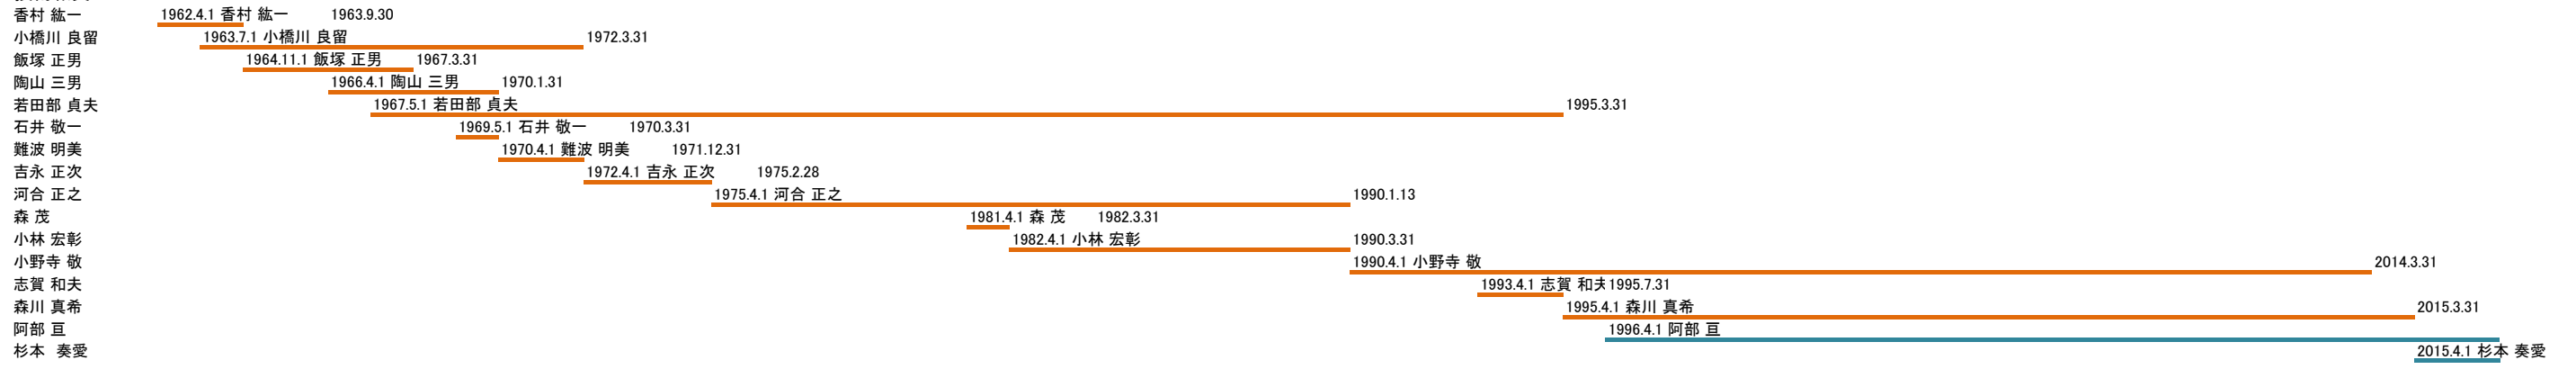 香村 紘一 1962.4.1 香村 紘一 1963.9.30
小橋川 良留 1963.7.1 小橋川 良留 1972.3.31
飯塚 正男 1964.11.1 飯塚 正男 1967.3.31
陶山 三男 1966.4.1 陶山 三男 1970.1.31
若田部 貞夫 1967.5.1 若田部 貞夫 1995.3.31
石井 敬一 1969.5.1 石井 敬一 1970.3.31
難波 明美 1970.4.1 難波 明美 1971.12.31
吉永 正次 1972.4.1 吉永 正次 1975.2.28
河合 正之 1975.4.1 河合 正之 1990.1.13
森 茂 1981.4.1 森 茂 1982.3.31
小林 宏彰 1982.4.1 小林 宏彰 1990.3.31
小野寺 敬 1990.4.1 小野寺 敬 2014.3.31
志賀 和夫 1993.4.1 志賀 和夫 1995.7.31
森川 真希 1995.4.1 森川 真希 2015.3.31
阿部 亘 1996.4.1 阿部 亘
杉本　奏愛 2015.4.1 杉本 奏愛